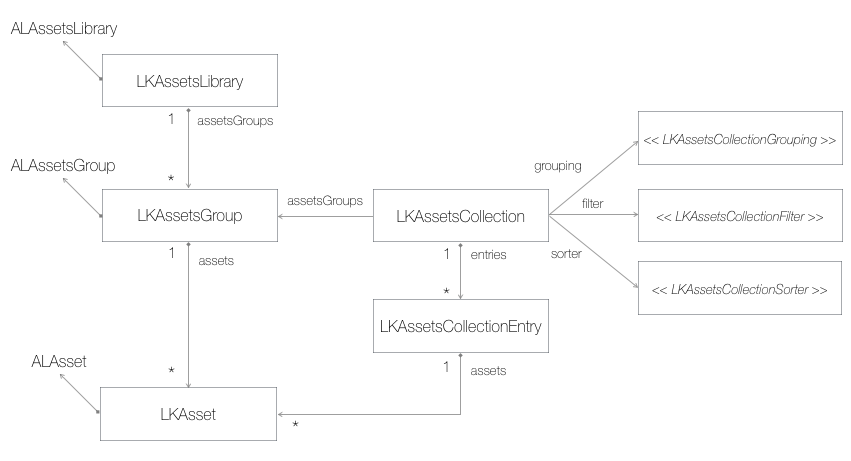 ALAssetsLibrary
LKAssetsLibrary
1
assetsGroups
*
ALAssetsGroup
LKAssetsGroup
assetsGroups
LKAssetsCollection
grouping
filter
sorter
<< LKAssetsCollectionGrouping >>
<< LKAssetsCollectionFilter >>
<< LKAssetsCollectionSorter >>
1
assets
1
entries
*
LKAssetsCollectionEntry
1
assets
*
ALAsset
LKAsset
*